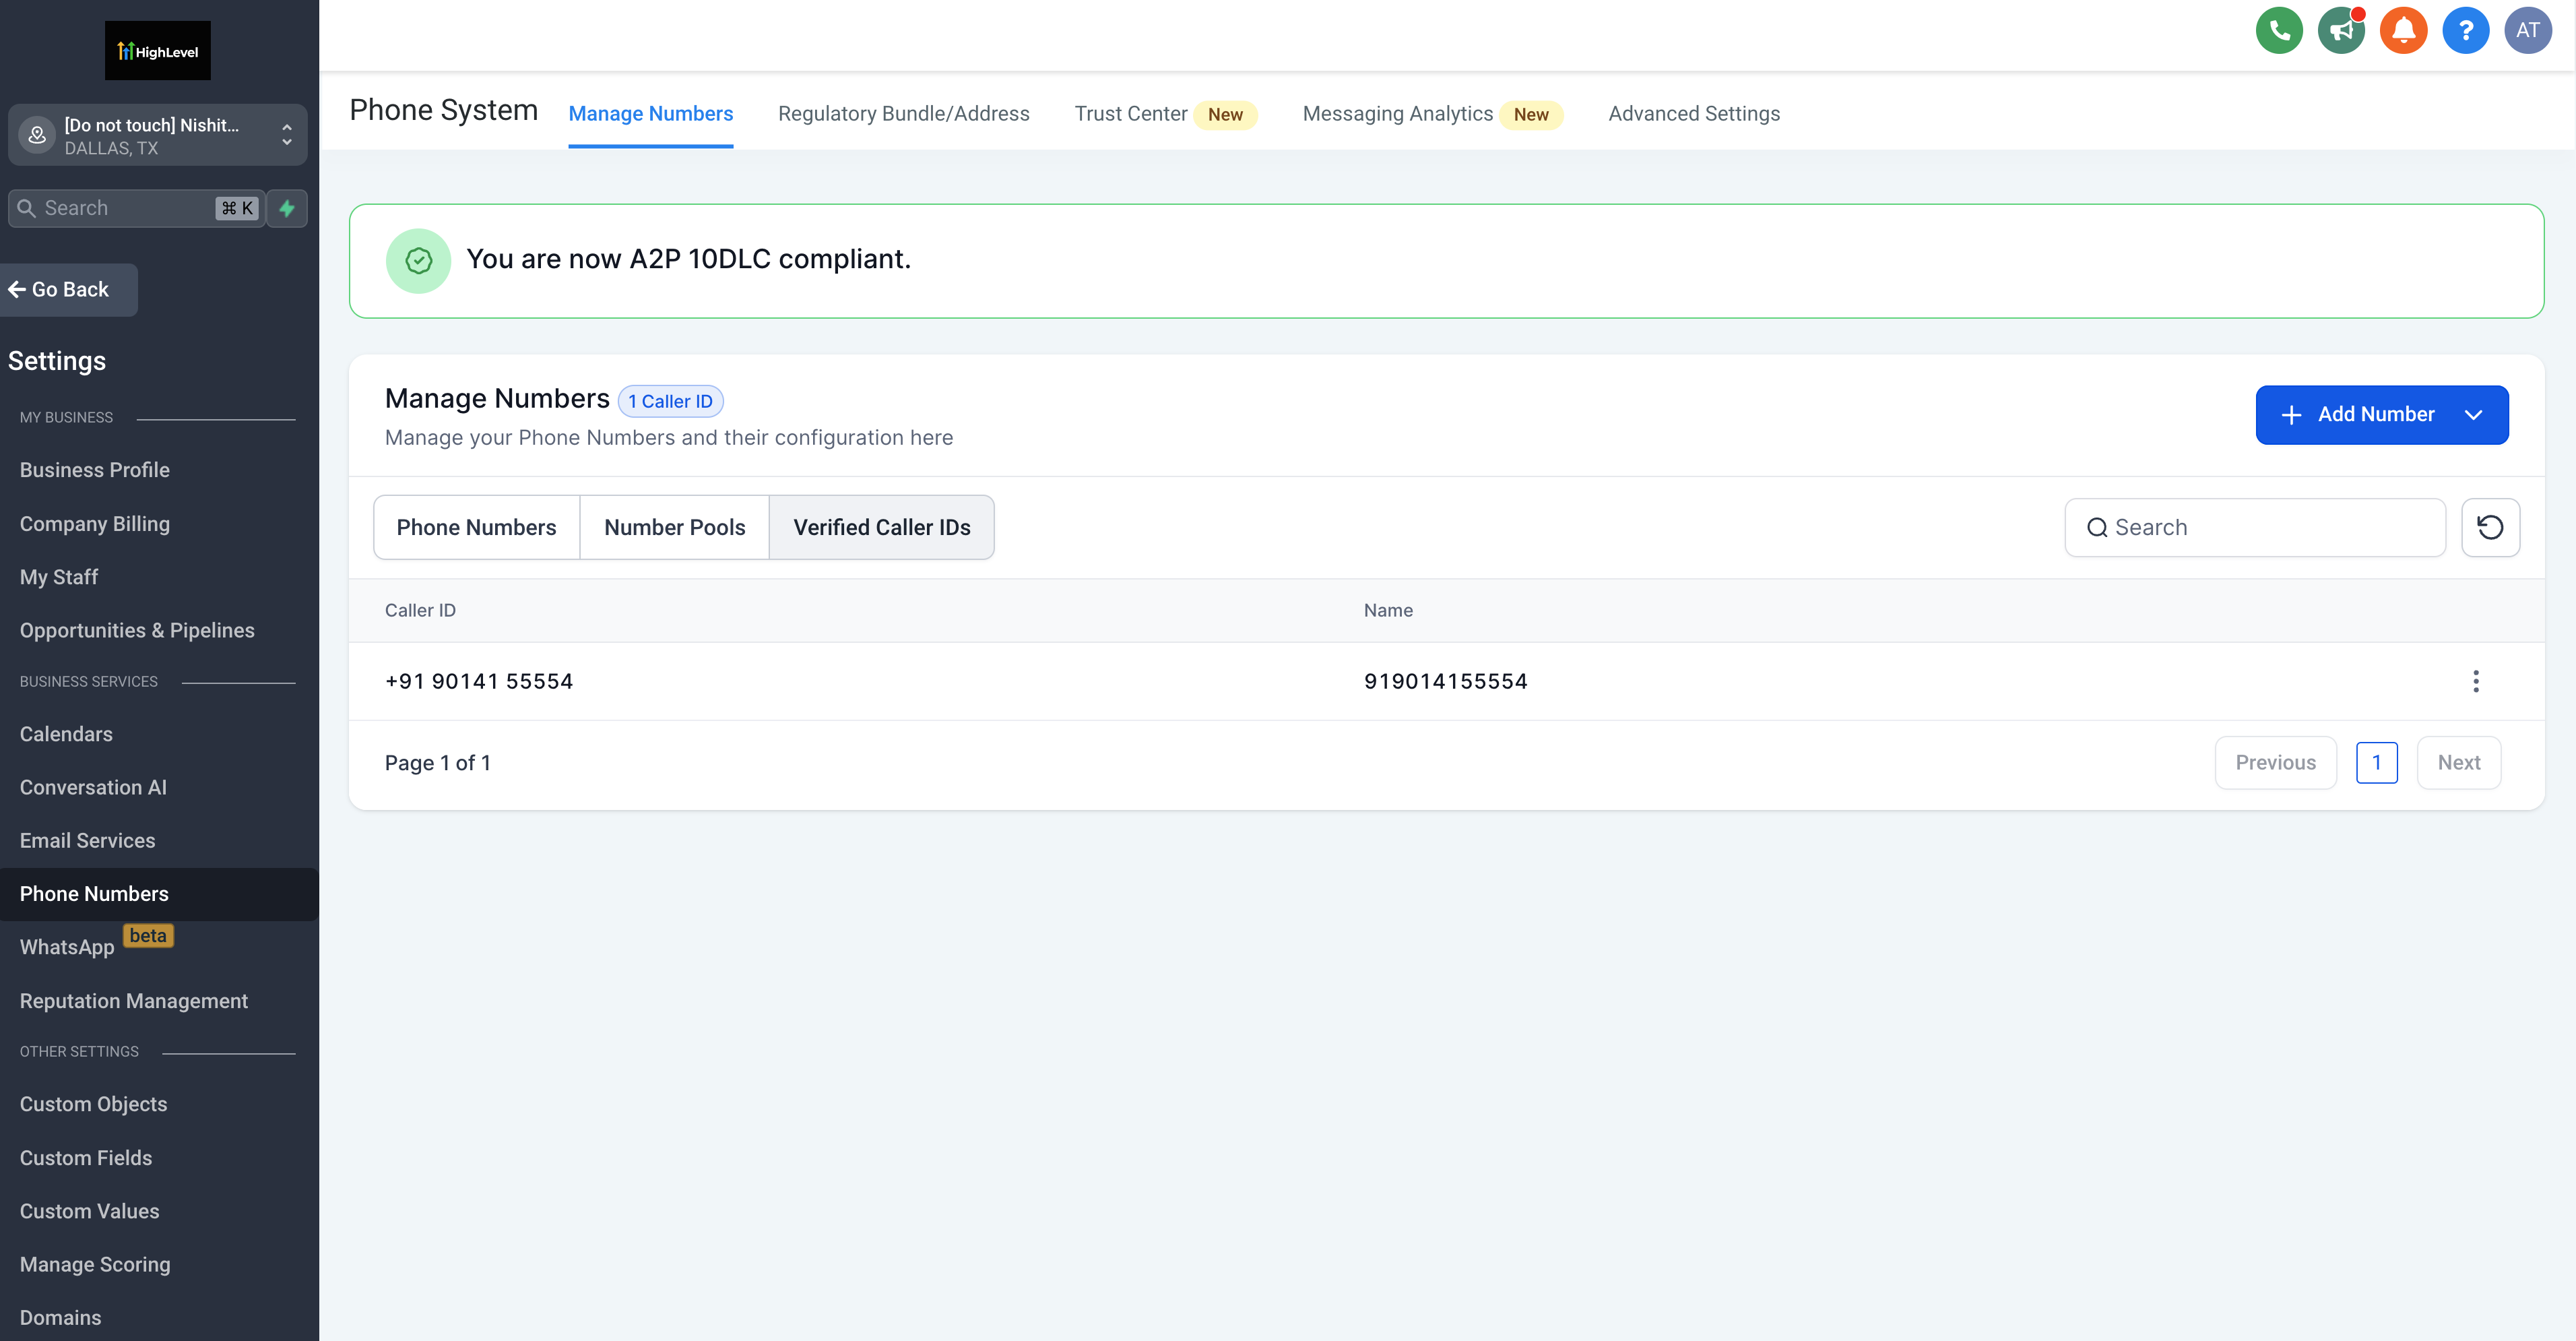 HighLevel
[Do not touch] Nishit...
DALLAS, TX
Search
⌘ K
Go Back
Settings
MY BUSINESS
Business Profile
Company Billing
My Staff
Opportunities & Pipelines
BUSINESS SERVICES
Calendars
Conversation AI
Email Services
Phone Numbers
WhatsApp beta
Reputation Management
OTHER SETTINGS
Custom Objects
Custom Fields
Custom Values
Manage Scoring
Domains
AT
Phone System
Manage Numbers
Regulatory Bundle/Address
Trust Center New
Messaging Analytics New
Advanced Settings
You are now A2P 10DLC compliant.
Manage Numbers 1 Caller ID
Manage your Phone Numbers and their configuration here
Add Number
Phone Numbers
Number Pools
Verified Caller IDs
Search
Caller ID
Name
+91 90141 55554
919014155554
Page 1 of 1
Previous
1
Next